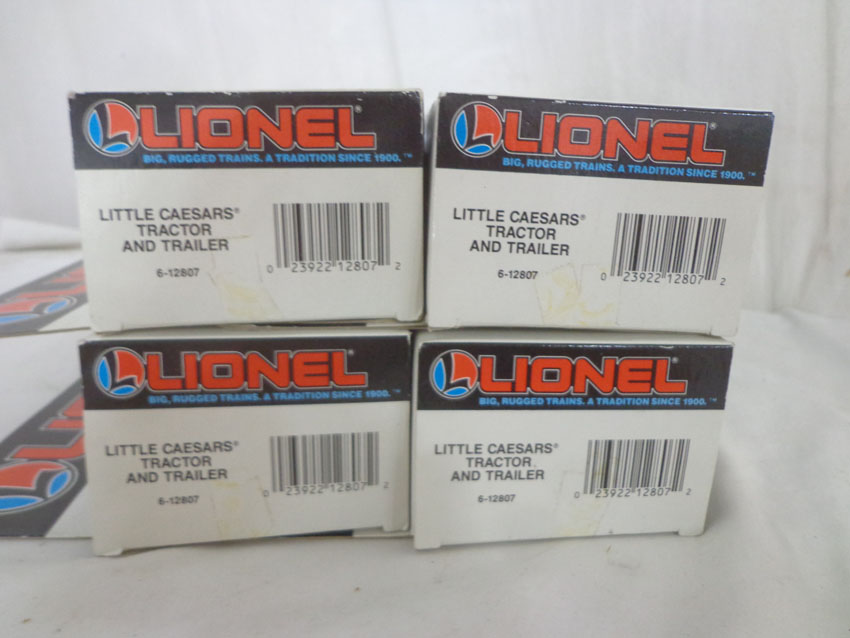 LIONEL®
BIG, RUGGED TRAINS. A TRADITION SINCE 1900.™
LITTLE CAESARS®
TRACTOR
AND TRAILER
6-12807
0 23922 12807 2
LIONEL®
BIG, RUGGED TRAINS. A TRADITION SINCE 1900.™
LITTLE CAESARS®
TRACTOR
AND TRAILER
6-12807
0 23922 12807 2
LIONEL®
BIG, RUGGED TRAINS. A TRADITION SINCE 1900.™
LITTLE CAESARS®
TRACTOR
AND TRAILER
6-12807
0 23922 12807 2
LIONEL®
BIG, RUGGED TRAINS. A TRADITION SINCE 1900.™
LITTLE CAESARS®
TRACTOR
AND TRAILER
6-12807
0 23922 12807 2